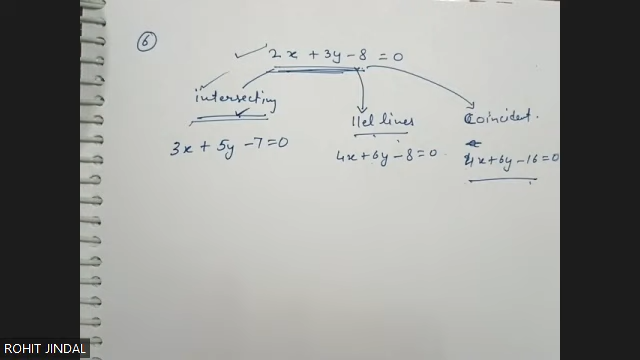 6
2x + 3y - 8 = 0
intersecting
llel lines
Coincident.
3x + 5y - 7 = 0
4x + 6y - 8 = 0
4x + 6y - 16 = 0
ROHIT JINDAL